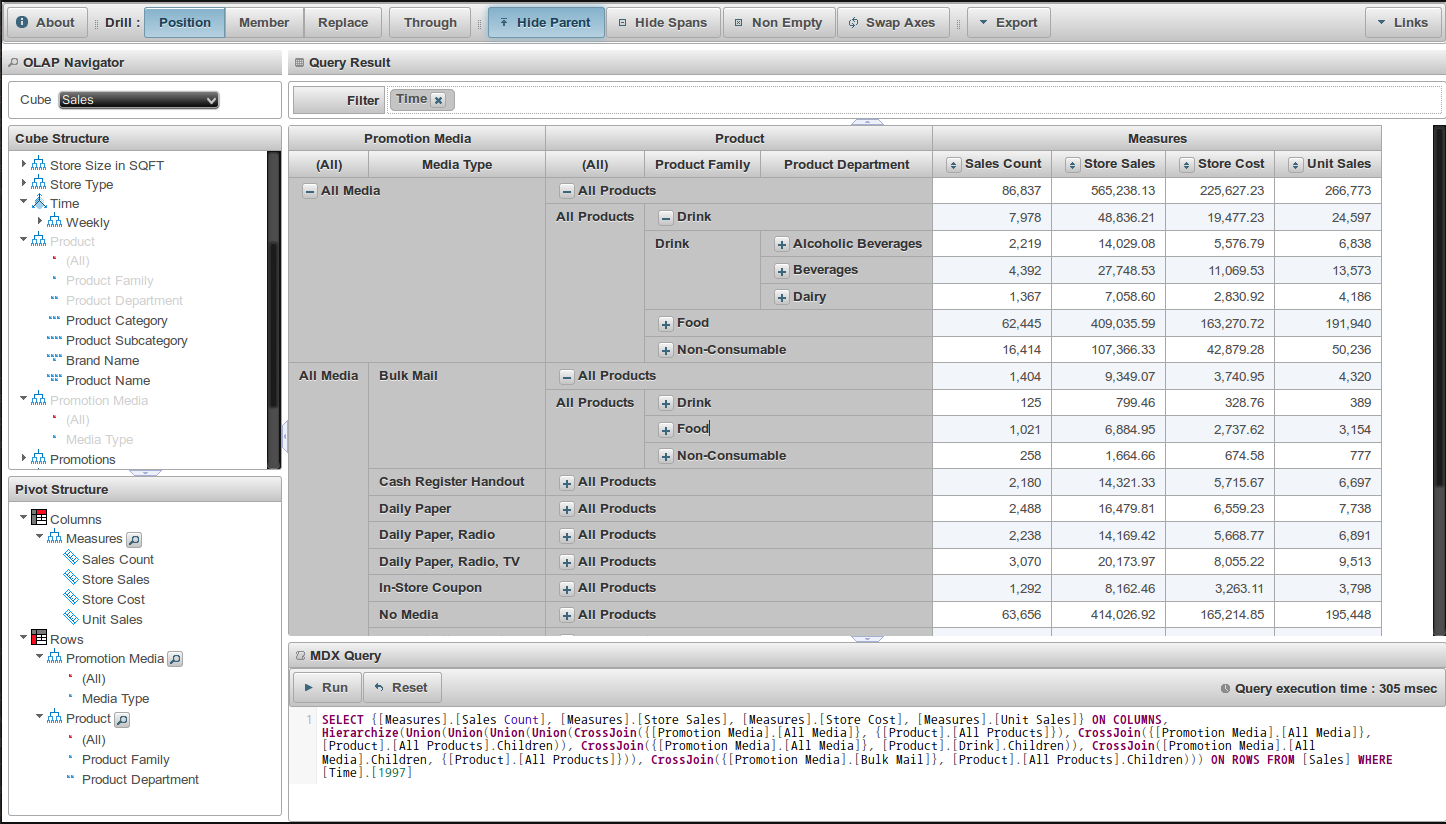 About Drill : Position Member Replace Through Hide Parent Hide Spans Non Empty Swap Axes Export Links
OLAP Navigator
Cube Sales
Cube Structure
Store Size in SQFT
Store Type
Time
Weekly
Product
(All)
Product Family
Product Department
Product Category
Product Subcategory
Brand Name
Product Name
Promotion Media
(All)
Media Type
Promotions
Pivot Structure
Columns
Measures
Sales Count
Store Sales
Store Cost
Unit Sales
Rows
Promotion Media
(All)
Media Type
Product
(All)
Product Family
Product Department
Query Result
Filter Time
Promotion Media Product Measures
(All) Media Type (All) Product Family Product Department Sales Count Store Sales Store Cost Unit Sales
All Media All Products 86,837 565,238.13 225,627.23 266,773
All Products Drink 7,978 48,836.21 19,477.23 24,597
Drink Alcoholic Beverages 2,219 14,029.08 5,576.79 6,838
Beverages 4,392 27,748.53 11,069.53 13,573
Dairy 1,367 7,058.60 2,830.92 4,186
Food 62,445 409,035.59 163,270.72 191,940
Non-Consumable 16,414 107,366.33 42,879.28 50,236
All Media Bulk Mail All Products 1,404 9,349.07 3,740.95 4,320
All Products Drink 125 799.46 328.76 389
Food 1,021 6,884.95 2,737.62 3,154
Non-Consumable 258 1,664.66 674.58 777
Cash Register Handout All Products 2,180 14,321.33 5,715.67 6,697
Daily Paper All Products 2,488 16,479.81 6,559.23 7,738
Daily Paper, Radio All Products 2,238 14,169.42 5,668.77 6,891
Daily Paper, Radio, TV All Products 3,070 20,173.97 8,055.22 9,513
In-Store Coupon All Products 1,292 8,162.46 3,263.11 3,798
No Media All Products 63,656 414,026.92 165,214.85 195,448
MDX Query
Run Reset Query execution time : 305 msec
1 SELECT {[Measures].[Sales Count], [Measures].[Store Sales], [Measures].[Store Cost], [Measures].[Unit Sales]} ON COLUMNS,
Hierarchize(Union(Union(Union(Union(CrossJoin({[Promotion Media].[All Media]}, {[Product].[All Products]}), CrossJoin({[Promotion Media].[All Media]},
[Product].[All Products].Children)), CrossJoin({[Promotion Media].[All Media]}, [Product].[Drink].Children)), CrossJoin([Promotion Media].[All
Media].Children, {[Product].[All Products]})), CrossJoin({[Promotion Media].[Bulk Mail]}, [Product].[All Products].Children))) ON ROWS FROM [Sales] WHERE
[Time].[1997]